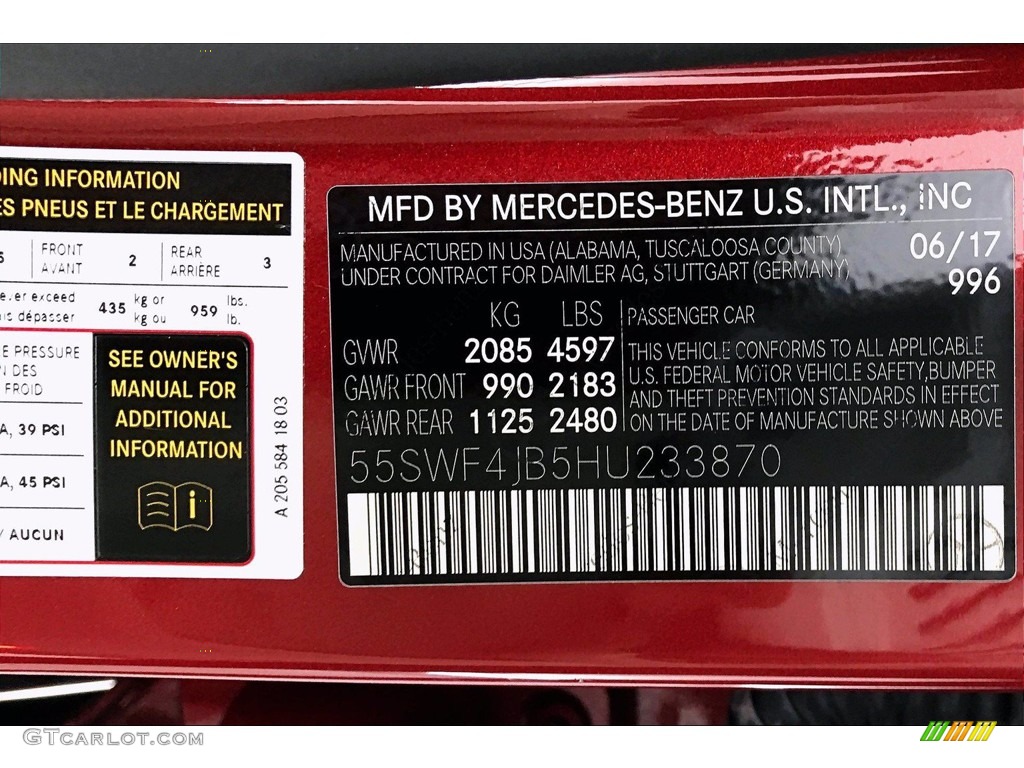 ING INFORMATION
ES PNEUS ET LE CHARGEMENT
5 FRONT AVANT 2 REAR ARRIÈRE 3
exceed
dépasser
435 kg or 959 lbs.
kg ou lb.
PRESSURE
DES
FROID
A, 39 PSI
A, 45 PSI
/ AUCUN
SEE OWNER'S
MANUAL FOR
ADDITIONAL
INFORMATION
i
A 205 584 18 03
MFD BY MERCEDES-BENZ U.S. INTL., INC
MANUFACTURED IN USA (ALABAMA, TUSCALOOSA COUNTY) 06/17
UNDER CONTRACT FOR DAIMLER AG, STUTTGART (GERMANY) 996
KG LBS PASSENGER CAR
GVWR 2085 4597
GAWR FRONT 990 2183
GAWR REAR 1125 2480
THIS VEHICLE CONFORMS TO ALL APPLICABLE
U.S. FEDERAL MOTOR VEHICLE SAFETY,BUMPER
AND THEFT PREVENTION STANDARDS IN EFFECT
ON THE DATE OF MANUFACTURE SHOWN ABOVE
55SWF4JB5HU233870
GTCarLot.com